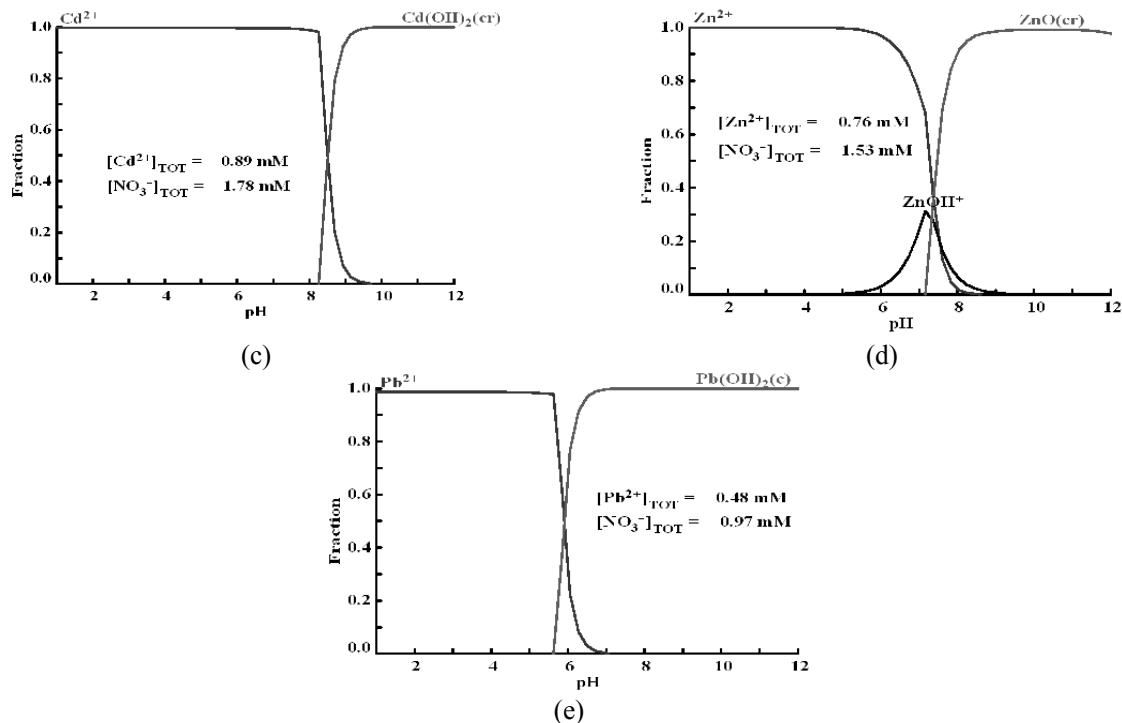 Cd²⁺ Cd(OH)₂(cr)
1.0
0.8
0.6
0.4
0.2
0.0
Fraction
[Cd²⁺]TOT = 0.89 mM
[NO₃⁻]TOT = 1.78 mM
2 4 6 8 10 12
pH
(c)
Zn²⁺ ZnO(cr)
1.0
0.8
0.6
0.4
0.2
0.0
Fraction
[Zn²⁺]TOT = 0.76 mM
[NO₃⁻]TOT = 1.53 mM
ZnOH⁺
2 4 6 8 10 12
pH
(d)
Pb²⁺ Pb(OH)₂(c)
1.0
0.8
0.6
0.4
0.2
0.0
Fraction
[Pb²⁺]TOT = 0.48 mM
[NO₃⁻]TOT = 0.97 mM
2 4 6 8 10 12
pH
(e)